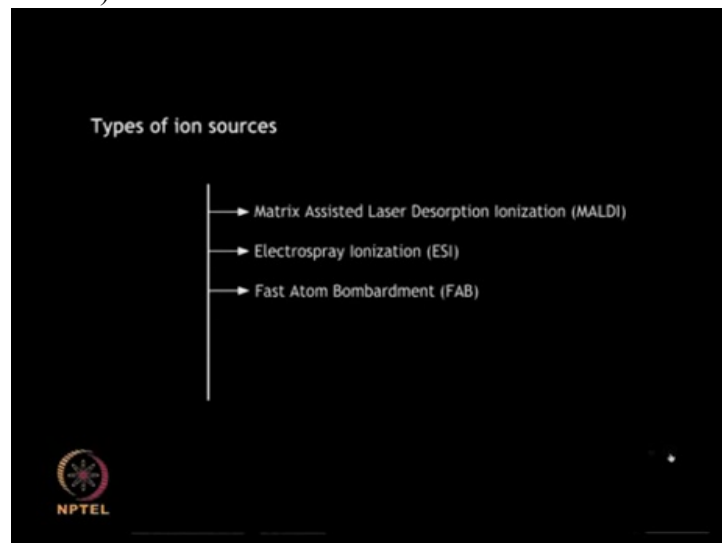 Types of ion sources
Matrix Assisted Laser Desorption Ionization (MALDI)
Electrospray Ionization (ESI)
Fast Atom Bombardment (FAB)
NPTEL